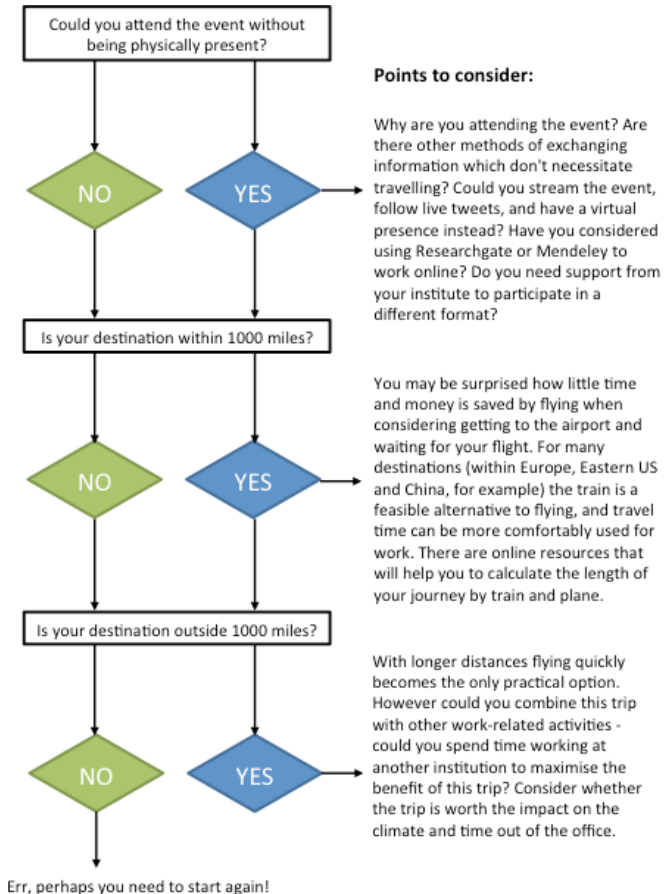 Could you attend the event without
being physically present?
Points to consider:
Why are you attending the event? Are
there other methods of exchanging
information which don't necessitate
travelling? Could you stream the event,
follow live tweets, and have a virtual
presence instead? Have you considered
using Researchgate or Mendeley to
work online? Do you need support from
your institute to participate in a
different format?
NO
YES
Is your destination within 1000 miles?
You may be surprised how little time
and money is saved by flying when
considering getting to the airport and
waiting for your flight. For many
destinations (within Europe, Eastern US
and China, for example) the train is a
feasible alternative to flying, and travel
time can be more comfortably used for
work. There are online resources that
will help you to calculate the length of
your journey by train and plane.
NO
YES
Is your destination outside 1000 miles?
With longer distances flying quickly
becomes the only practical option.
However could you combine this trip
with other work-related activities -
could you spend time working at
another institution to maximise the
benefit of this trip? Consider whether
the trip is worth the impact on the
climate and time out of the office.
NO
YES
Err, perhaps you need to start again!